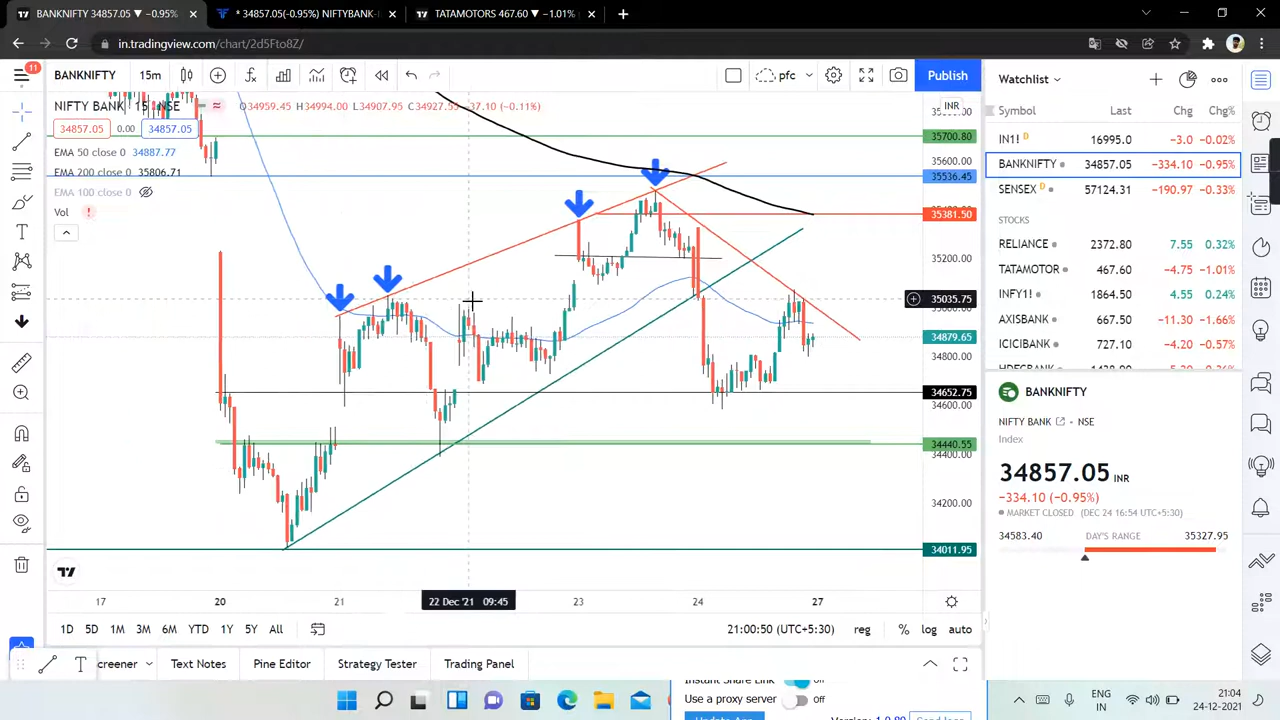 BANKNIFTY 34857.05 ▼ −0.95%
* 34857.05(-0.95%) NIFTYBANK-I
TATAMOTORS 467.60 ▼ −1.01%
in.tradingview.com/chart/2d5Fto8Z/
11
BANKNIFTY 15m
pfc
Publish
NIFTY BANK · 15 · NSE
O34959.45 H34994.00 L34907.95 C34927.55 −37.10 (−0.11%)
INR
34857.05 0.00 34857.05
EMA 50 close 0 34887.77
EMA 200 close 0 35806.71
EMA 100 close 0
Vol
35700.80
35600.00
35536.45
35381.50
35200.00
35035.75
34879.65
34800.00
34652.75
34600.00
34440.55
34400.00
34200.00
34011.95
17 20 21 22 Dec '21 09:45 23 24 27
1D 5D 1M 3M 6M YTD 1Y 5Y All
21:00:50 (UTC+5:30) reg % log auto
creener Text Notes Pine Editor Strategy Tester Trading Panel
Watchlist
Symbol Last Chg Chg%
IN1! D 16995.0 −3.0 −0.02%
BANKNIFTY 34857.05 −334.10 −0.95%
SENSEX D 57124.31 −190.97 −0.33%
STOCKS
RELIANCE 2372.80 7.55 0.32%
TATAMOTOR 467.60 −4.75 −1.01%
INFY1! 1864.50 4.55 0.24%
AXISBANK 667.50 −11.30 −1.66%
ICICIBANK 727.10 −4.20 −0.57%
BANKNIFTY
NIFTY BANK - NSE
Index
34857.05 INR
−334.10 (−0.95%)
MARKET CLOSED (DEC 24 16:54 UTC+5:30)
34583.40 DAY'S RANGE 35327.95
Instant Share Link
Use a proxy server off
ENG
IN
21:04
24-12-2021